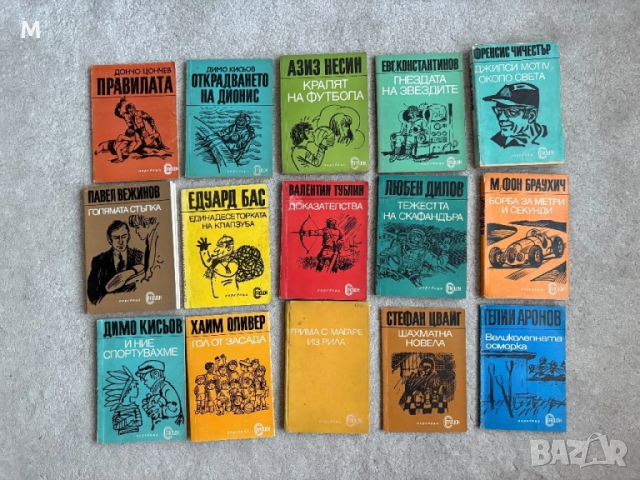 М
ДОНЧО ЦОНЧЕВ
ПРАВИЛАТА
ДИМО КИСЬОВ
ОТКРАДВАНЕТО
НА ДИОНИС
АЗИЗ НЕСИН
КРАЛЯТ
НА ФУТБОЛА
ЕВГ. КОНСТАНТИНОВ
ГНЕЗДАТА
НА ЗВЕЗДИТЕ
ФРЕНСИС ЧИЧЕСТЪР
ДЖИПСИ МОТ IV
ОКОЛО СВЕТА
ПАВЕЛ ВЕЖИНОВ
ГОЛЯМАТА СТЪПКА
ЕДУАРД БАС
ЕДИНАДЕСЕТОРКАТА
НА КЛАПЗУБА
ВАЛЕНТИН ТУБЛИН
ДОКАЗАТЕЛСТВА
ЛЮБЕН ДИЛОВ
ТЕЖЕСТТА
НА СКАФАНДЪРА
М. ФОН БРАУХИЧ
БОРБА ЗА МЕТРИ
И СЕКУНДИ
ДИМО КИСЬОВ
И НИЕ
СПОРТУВАХМЕ
ХАИМ ОЛИВЕР
ГОЛ ОТ ЗАСАДА
ТРИМА С МАГАРЕ
ИЗ РИЛА
СТЕФАН ЦВАЙГ
ШАХМАТНА
НОВЕЛА
АРОНОВ
Великолепната
осморка
BAZAR
bg